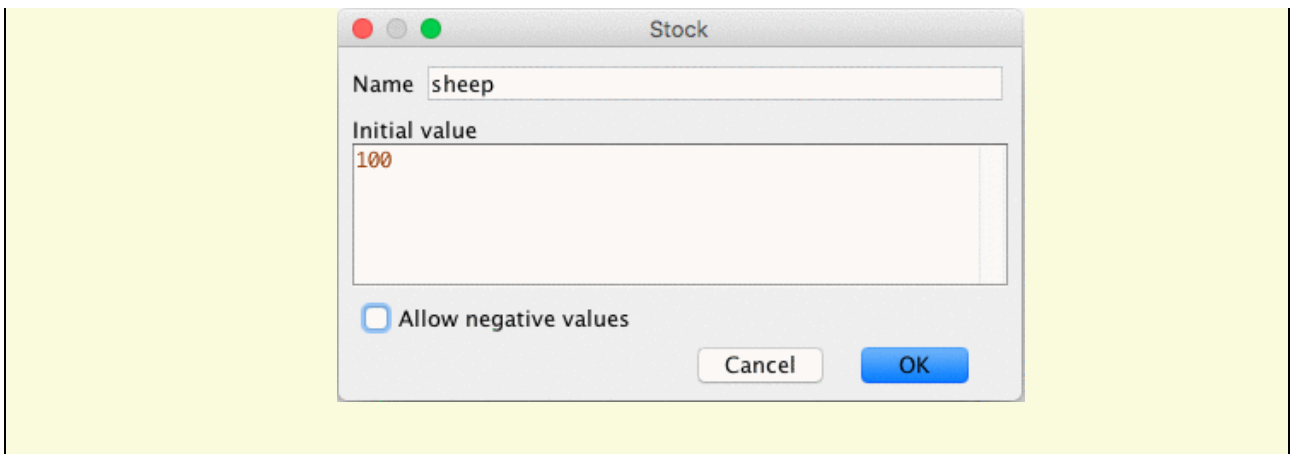 Stock
Name sheep
Initial value
100
Allow negative values
Cancel OK